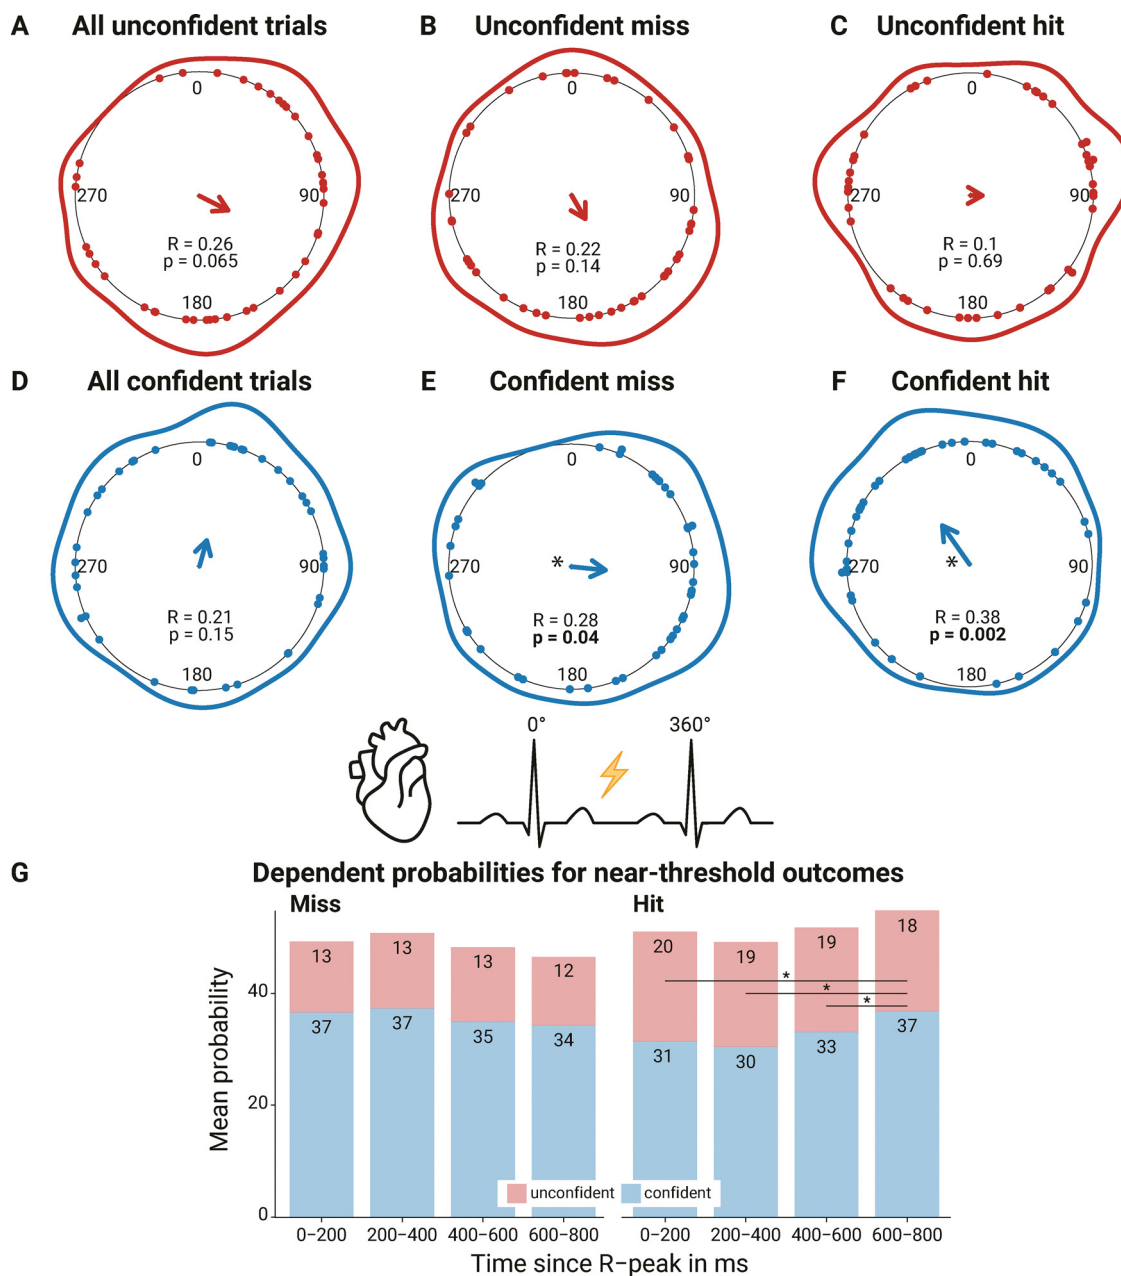 A All unconfident trials
0
270
90
R = 0.26
p = 0.065
180
B Unconfident miss
0
270
90
R = 0.22
p = 0.14
180
C Unconfident hit
0
270
90
R = 0.1
p = 0.69
180
D All confident trials
0
270
90
R = 0.21
p = 0.15
180
E Confident miss
0
270
* 90
R = 0.28
p = 0.04
180
F Confident hit
0
270
* 90
R = 0.38
p = 0.002
180
0° 360°
G Dependent probabilities for near-threshold outcomes
Miss
Hit
Mean probability
40
20
0
13 13 13 12
37 37 35 34
20 19 19 18
*
*
*
31 30 33 37
unconfident confident
0−200 200−400 400−600 600−800
0−200 200−400 400−600 600−800
Time since R−peak in ms